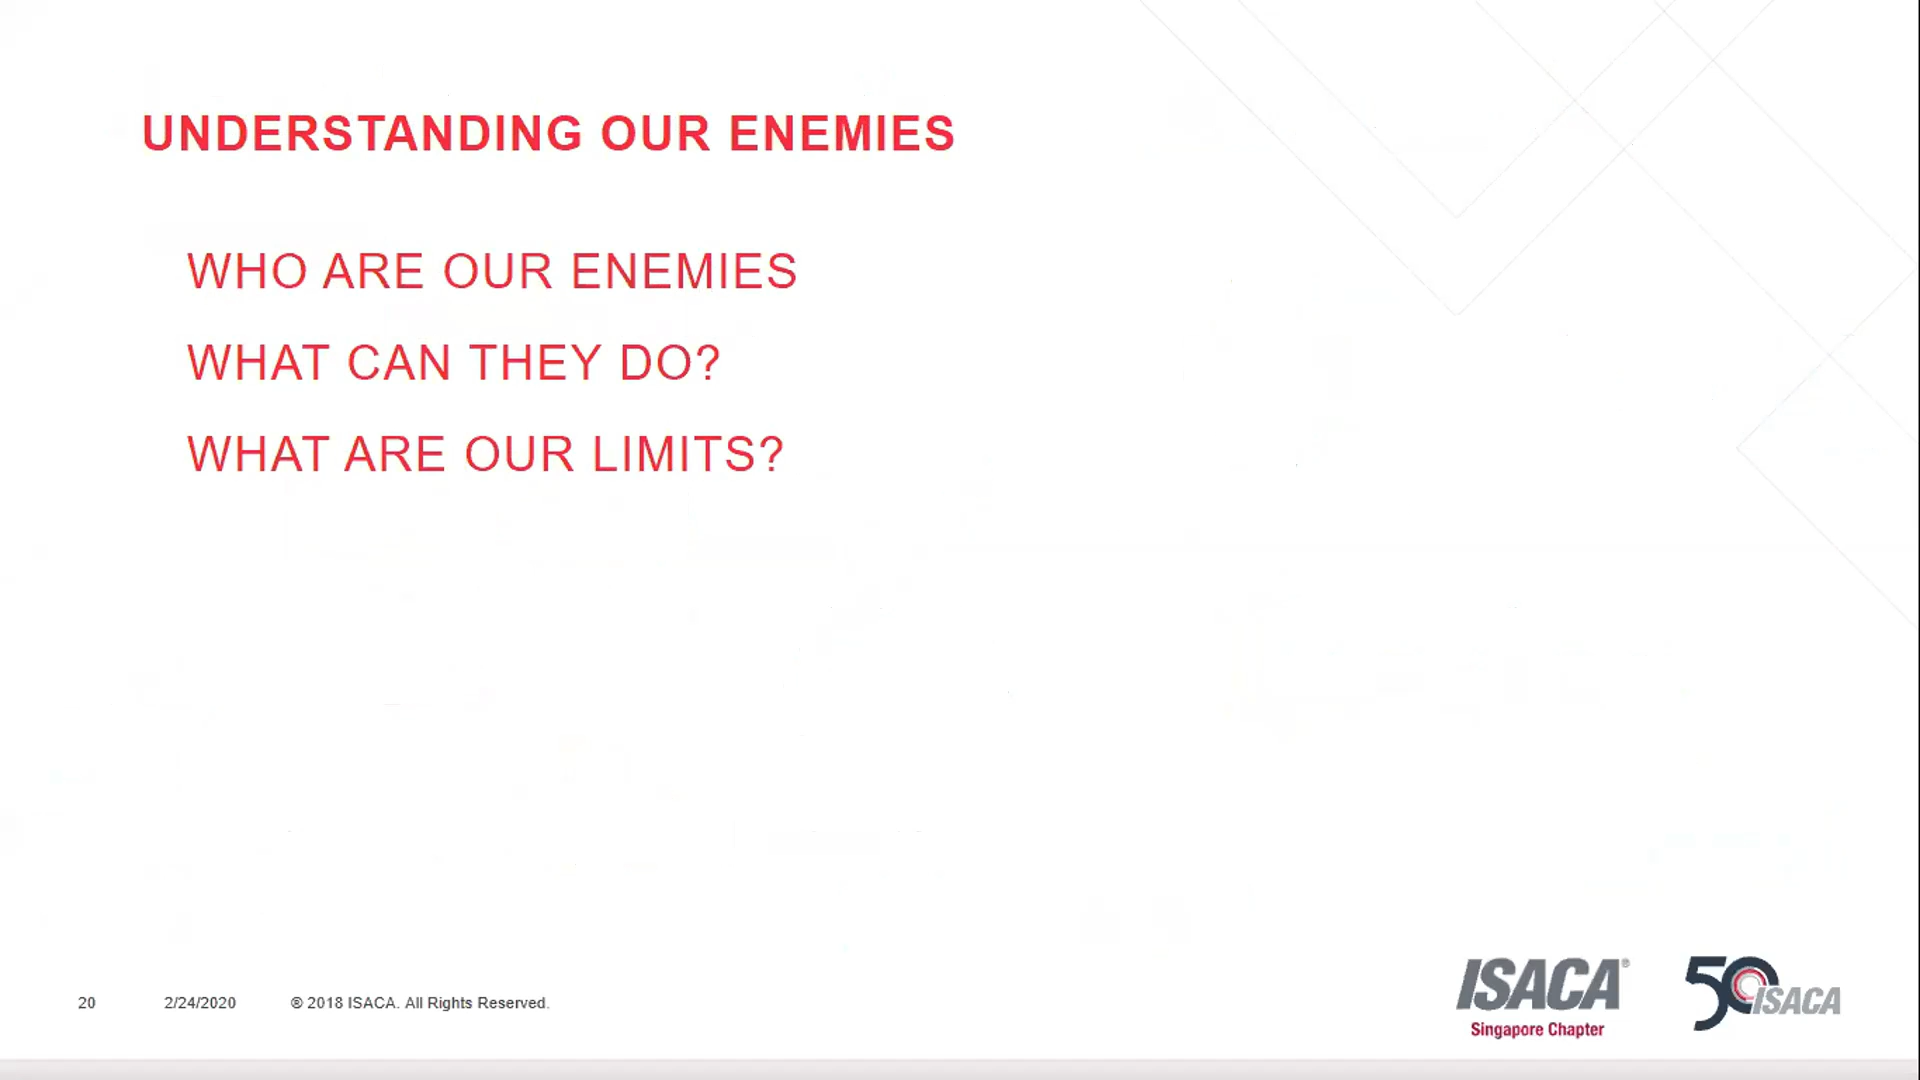 UNDERSTANDING OUR ENEMIES
WHO ARE OUR ENEMIES
WHAT CAN THEY DO?
WHAT ARE OUR LIMITS?
20 2/24/2020 © 2018 ISACA. All Rights Reserved.
ISACA®
Singapore Chapter
50 ISACA